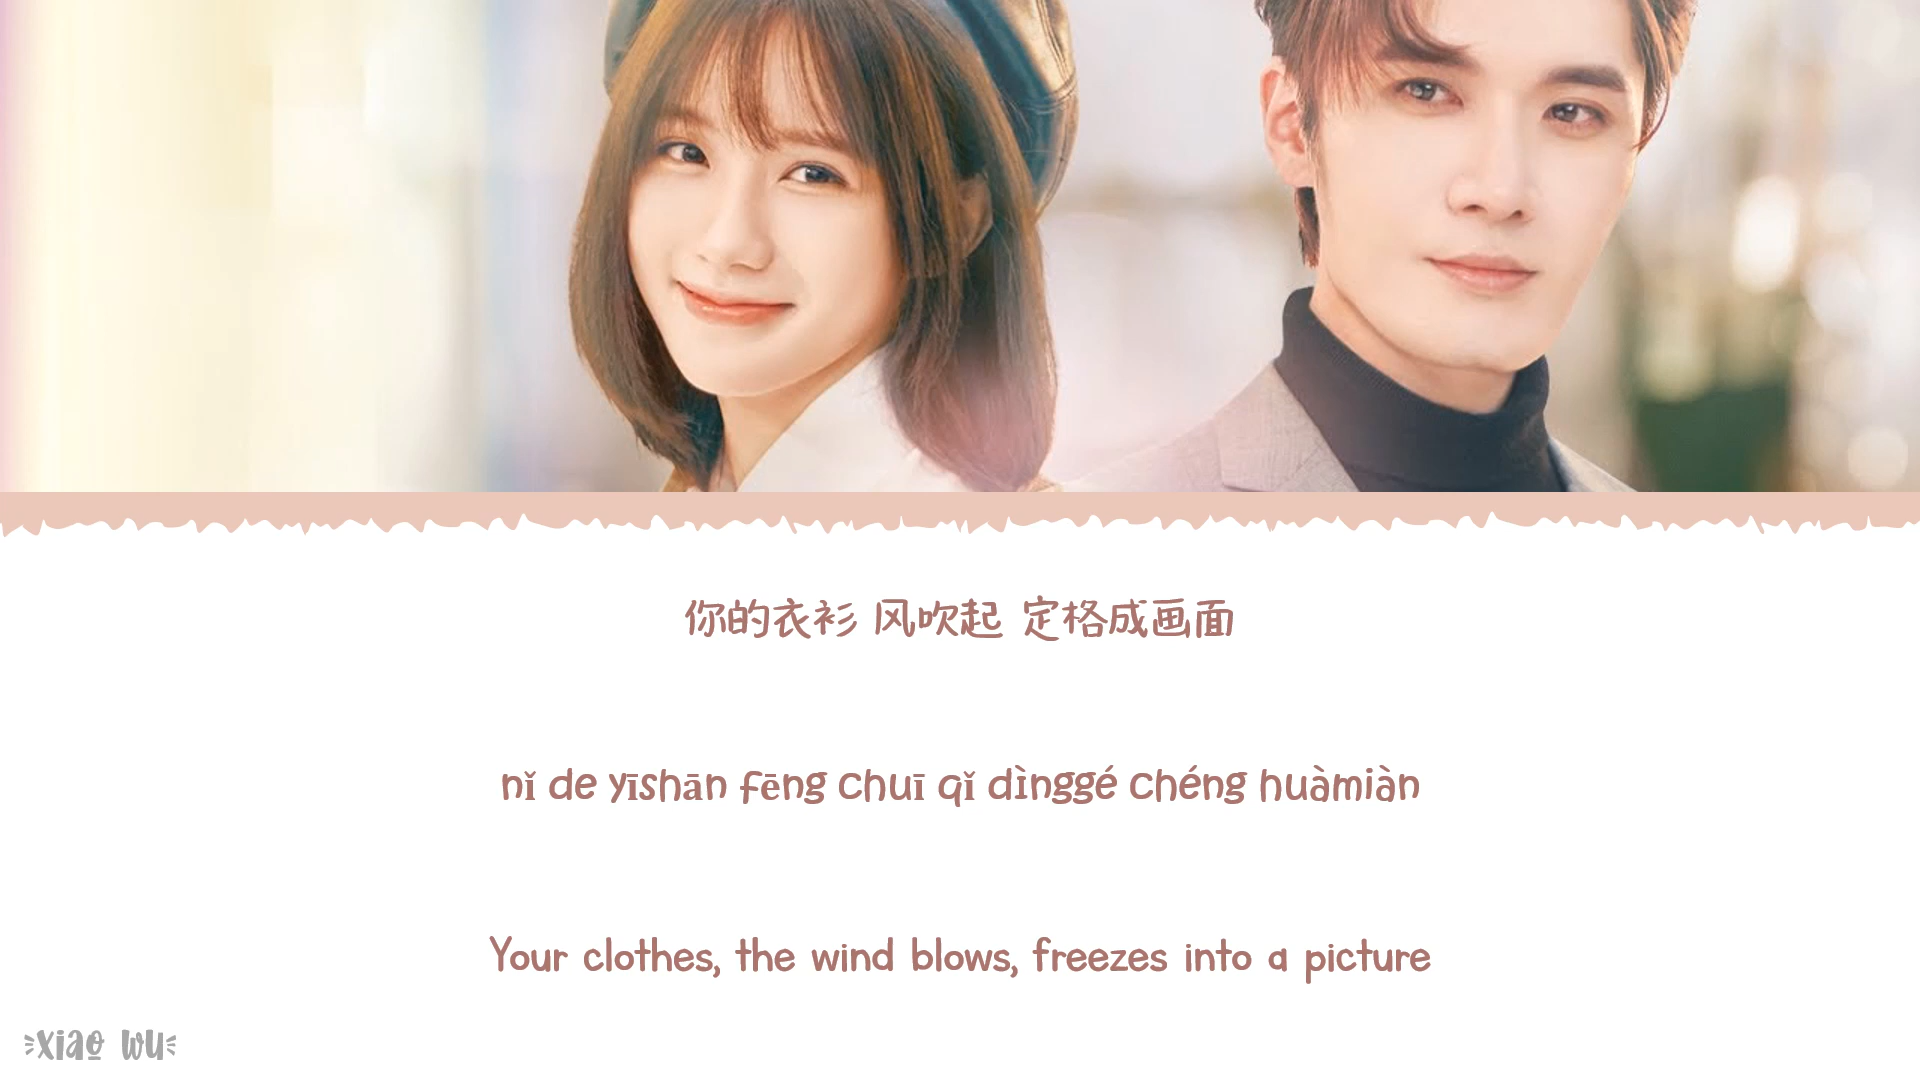 你的衣衫 风吹起 定格成画面
nǐ de yīshān fēng chuī qǐ dìnggé chéng huàmiàn
Your clothes, the wind blows, freezes into a picture
xiao wu